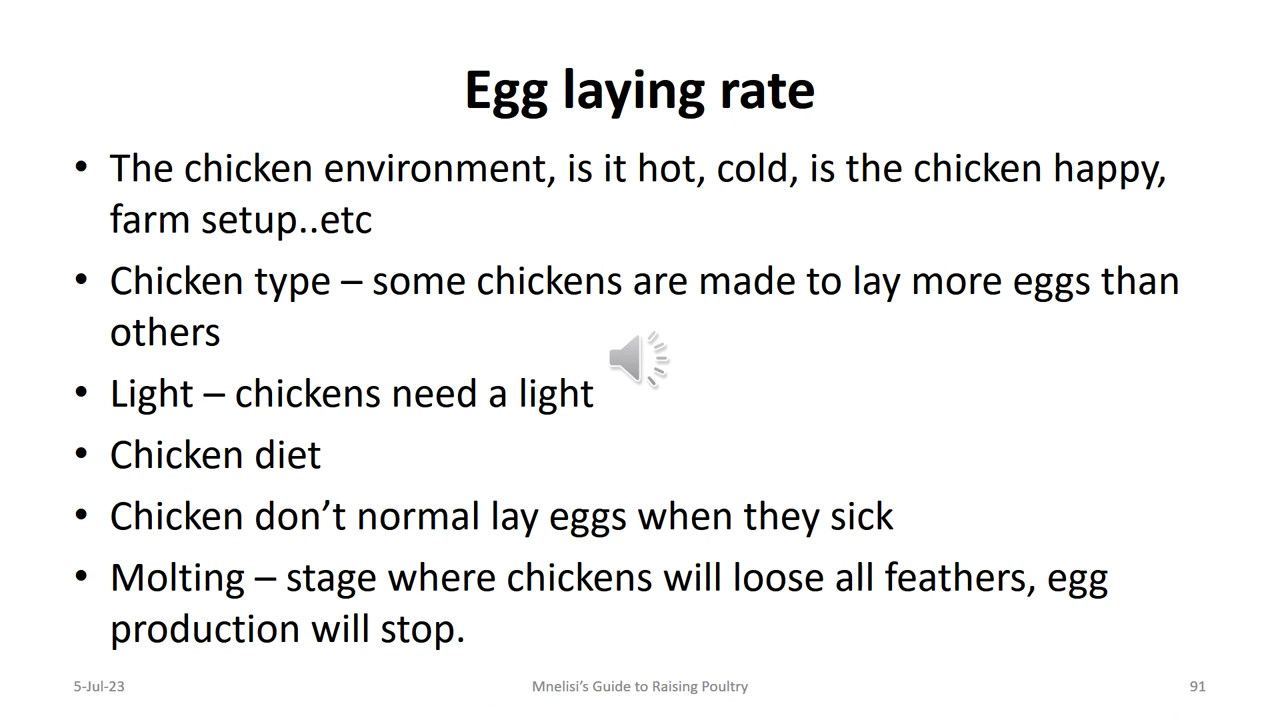 Egg laying rate
• The chicken environment, is it hot, cold, is the chicken happy,
farm setup..etc
• Chicken type – some chickens are made to lay more eggs than
others
• Light – chickens need a light
• Chicken diet
• Chicken don’t normal lay eggs when they sick
• Molting – stage where chickens will loose all feathers, egg
production will stop.
5-Jul-23
Mnelisi’s Guide to Raising Poultry
91